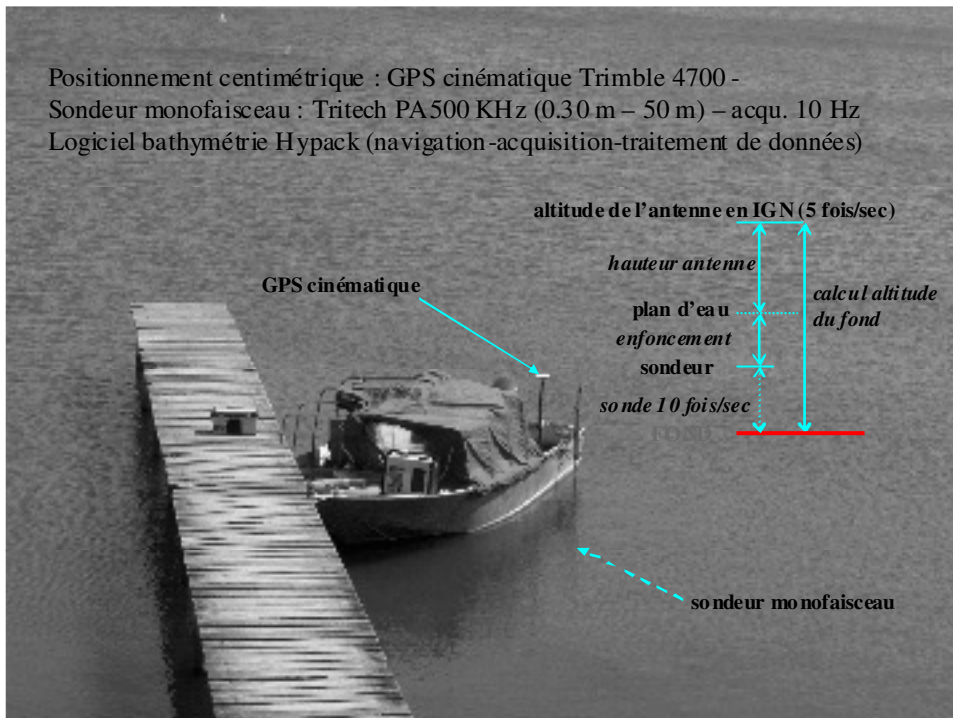 Positionnement centimétrique : GPS cinématique Trimble 4700 -
Sondeur monofaisceau : Tritech PA500 KHz (0.30 m – 50 m) – acqu. 10 Hz
Logiciel bathymétrie Hypack (navigation-acquisition-traitement de données)
altitude de l'antenne en IGN (5 fois/sec)
hauteur antenne
GPS cinématique
calcul altitude
du fond
plan d'eau
enfoncement
sondeur
sonde 10 fois/sec
FOND
sondeur monofaisceau